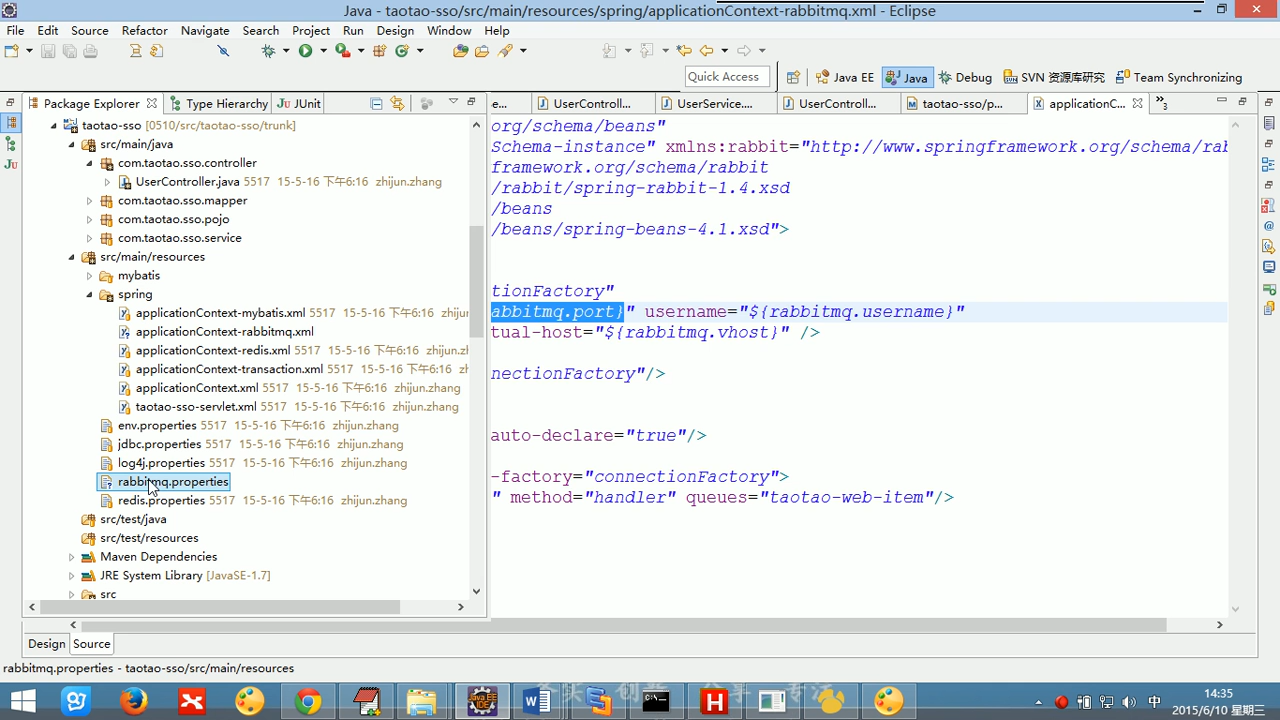 Java - taotao-sso/src/main/resources/spring/applicationContext-rabbitmq.xml - Eclipse
File Edit Source Refactor Navigate Search Project Run Design Window Help
Quick Access
Java EE
Java
Debug
SVN 资源库研究
Team Synchronizing
Package Explorer
Type Hierarchy
JUnit
e...
UserControll...
UserService....
UserControll...
taotao-sso/p...
applicationC...
taotao-sso [0510/src/taotao-sso/trunk]
src/main/java
com.taotao.sso.controller
UserController.java 5517 15-5-16 下午6:16 zhijun.zhang
com.taotao.sso.mapper
com.taotao.sso.pojo
com.taotao.sso.service
src/main/resources
mybatis
spring
applicationContext-mybatis.xml 5517 15-5-16 下午6:16 zhiju
applicationContext-rabbitmq.xml
applicationContext-redis.xml 5517 15-5-16 下午6:16 zhijun.z
applicationContext-transaction.xml 5517 15-5-16 下午6:16 zh
applicationContext.xml 5517 15-5-16 下午6:16 zhijun.zhang
taotao-sso-servlet.xml 5517 15-5-16 下午6:16 zhijun.zhang
env.properties 5517 15-5-16 下午6:16 zhijun.zhang
jdbc.properties 5517 15-5-16 下午6:16 zhijun.zhang
log4j.properties 5517 15-5-16 下午6:16 zhijun.zhang
rabbitmq.properties
redis.properties 5517 15-5-16 下午6:16 zhijun.zhang
src/test/java
src/test/resources
Maven Dependencies
JRE System Library [JavaSE-1.7]
src
org/schema/beans"
schema-instance" xmlns:rabbit="http://www.springframework.org/schema/rab
framework.org/schema/rabbit
/rabbit/spring-rabbit-1.4.xsd
/beans
/beans/spring-beans-4.1.xsd">
tionFactory"
abbitmq.port}" username="${rabbitmq.username}"
tual-host="${rabbitmq.vhost}" />
nectionFactory"/>
auto-declare="true"/>
-factory="connectionFactory">
" method="handler" queues="taotao-web-item"/>
Design Source
rabbitmq.properties - taotao-sso/src/main/resources
中
14:35
2015/6/10 星期三